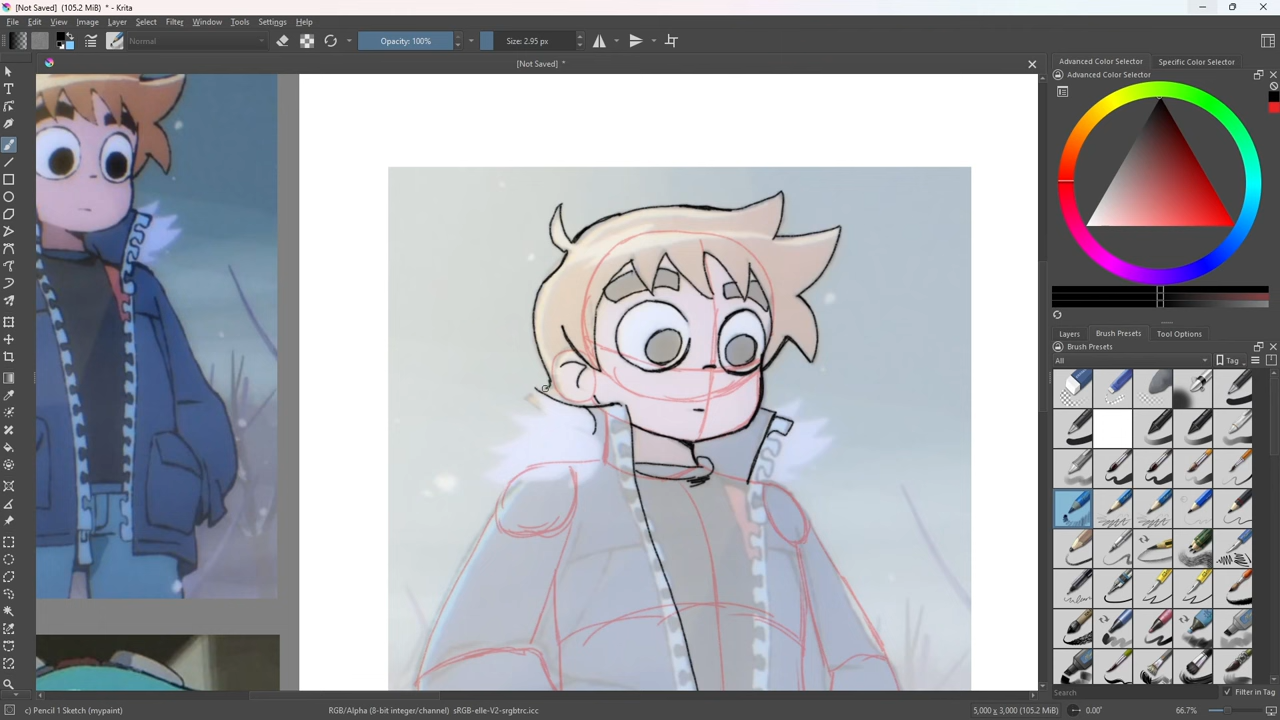 [Not Saved] (105.2 MiB) * - Krita
File Edit View Image Layer Select Filter Window Tools Settings Help
Normal
Opacity: 100%
Size: 2.95 px
[Not Saved] *
Advanced Color Selector
Specific Color Selector
Advanced Color Selector
Layers
Brush Presets
Tool Options
Brush Presets
All
Tag
Search
Filter in Tag
c) Pencil 1 Sketch (mypaint)
RGB/Alpha (8-bit integer/channel) sRGB-elle-V2-srgbtrc.icc
5,000 x 3,000 (105.2 MiB)
0.00°
66.7%